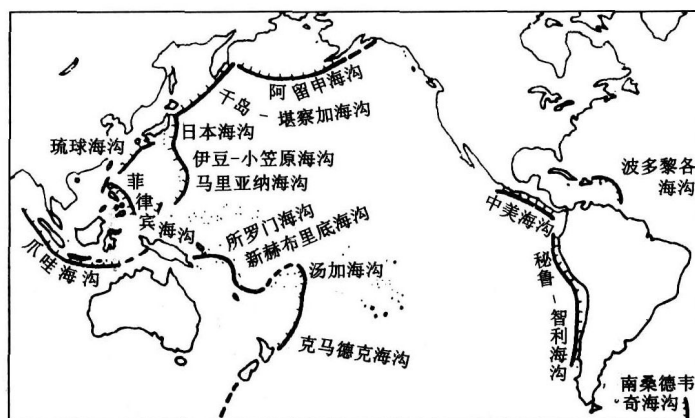 阿留申海沟
千岛-堪察加海沟
日本海沟
琉球海沟
伊豆-小笠原海沟
马里亚纳海沟
菲律宾海沟
爪哇海沟
所罗门海沟
新赫布里底海沟
汤加海沟
克马德克海沟
中美海沟
波多黎各
海沟
秘鲁-智利海沟
南桑德韦
奇海沟